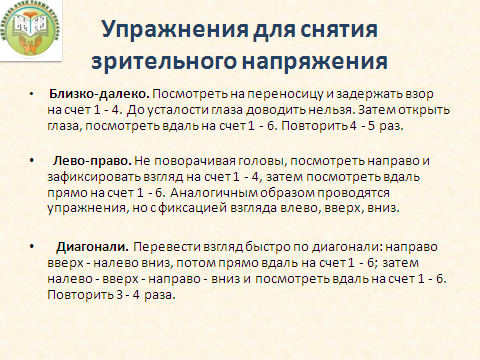 Упражнения для снятия
зрительного напряжения
• Близко-далеко. Посмотреть на переносицу и задержать взор
на счет 1 - 4. До усталости глаза доводить нельзя. Затем открыть
глаза, посмотреть вдаль на счет 1 - 6. Повторить 4 - 5 раз.
• Лево-право. Не поворачивая головы, посмотреть направо и
зафиксировать взгляд на счет 1 - 4, затем посмотреть вдаль
прямо на счет 1 - 6. Аналогичным образом проводятся
упражнения, но с фиксацией взгляда влево, вверх, вниз.
• Диагонали. Перевести взгляд быстро по диагонали: направо
вверх - налево вниз, потом прямо вдаль на счет 1 - 6; затем
налево - вверх - направо - вниз и посмотреть вдаль на счет 1 - 6.
Повторить 3 - 4 раза.